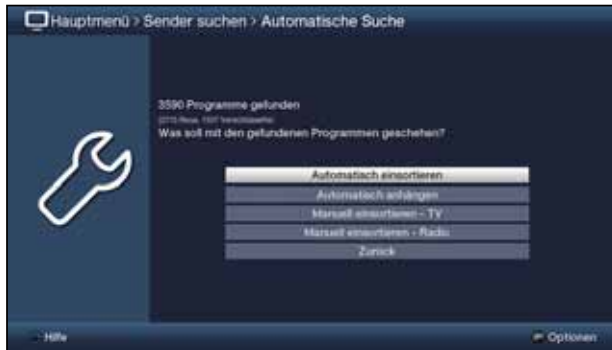 Hauptmenü > Sender suchen > Automatische Suche
3590 Programme gefunden
Was soll mit den gefundenen Programmen geschehen?
Automatisch einsortieren
Automatisch anhängen
Manuell einsortieren - TV
Manuell einsortieren - Radio
Zurück
Hilfe
Optionen